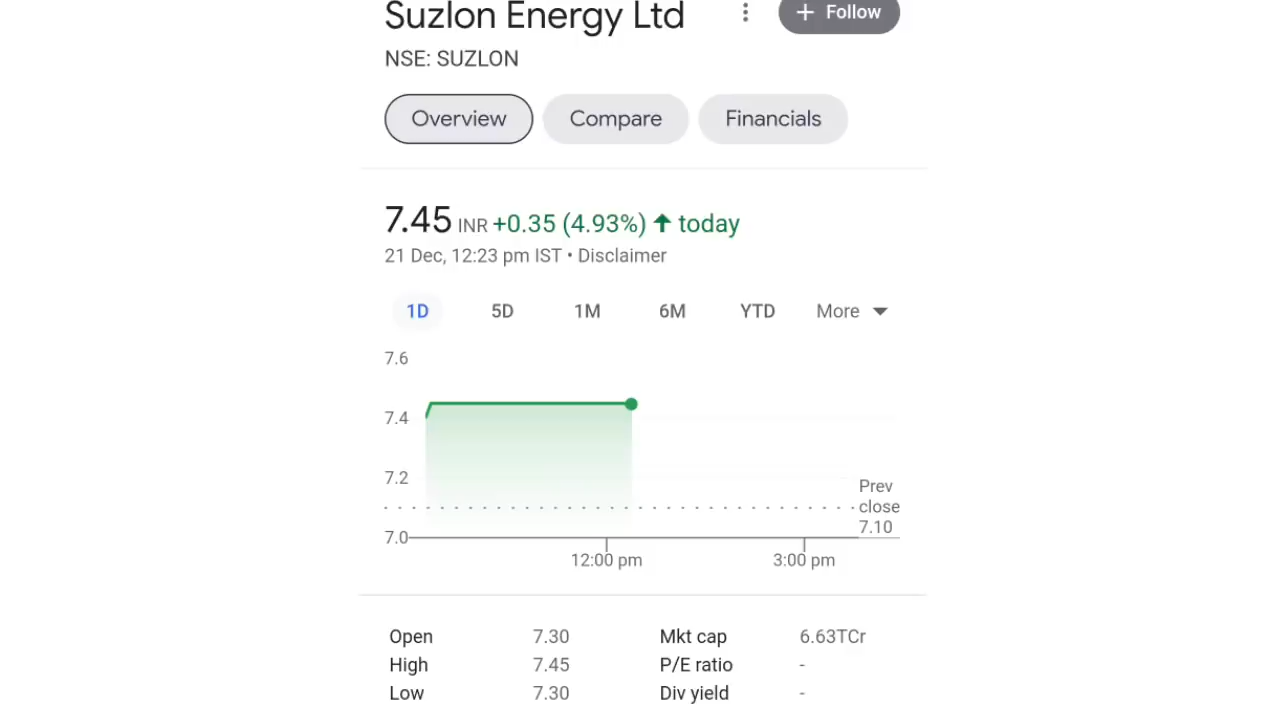 Suzlon Energy Ltd
+ Follow
NSE: SUZLON
Overview Compare Financials
7.45 INR +0.35 (4.93%) ↑ today
21 Dec, 12:23 pm IST • Disclaimer
1D 5D 1M 6M YTD More
7.6
7.4
7.2
7.0
Prev
close
7.10
12:00 pm 3:00 pm
Open 7.30 Mkt cap 6.63TCr
High 7.45 P/E ratio -
Low 7.30 Div yield -